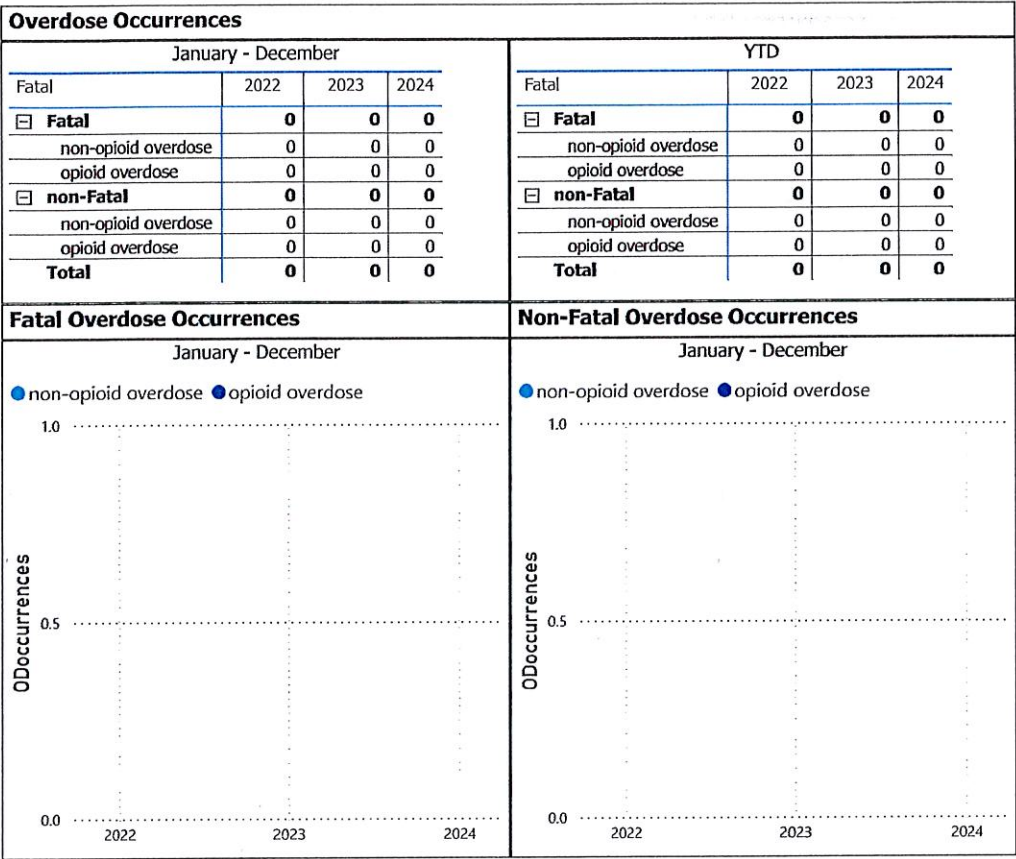 Overdose Occurrences
January - December
Fatal 2022 2023 2024
Fatal 0 0 0
non-opioid overdose 0 0 0
opioid overdose 0 0 0
non-Fatal 0 0 0
non-opioid overdose 0 0 0
opioid overdose 0 0 0
Total 0 0 0
YTD
Fatal 2022 2023 2024
Fatal 0 0 0
non-opioid overdose 0 0 0
opioid overdose 0 0 0
non-Fatal 0 0 0
non-opioid overdose 0 0 0
opioid overdose 0 0 0
Total 0 0 0
Fatal Overdose Occurrences
January - December
non-opioid overdose opioid overdose
1.0
ODoccurrences
0.5
0.0
2022 2023 2024
Non-Fatal Overdose Occurrences
January - December
non-opioid overdose opioid overdose
1.0
ODoccurrences
0.5
0.0
2022 2023 2024